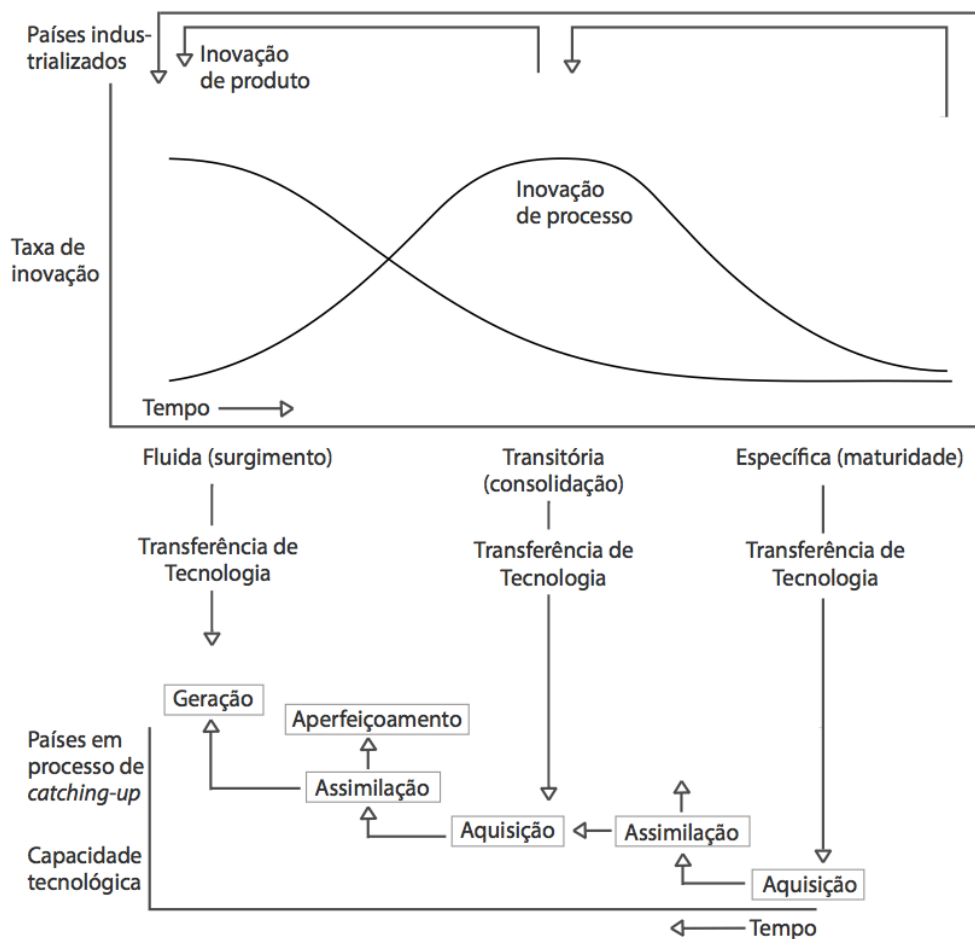 Países indus-
trializados
Inovação
de produto
Inovação
de processo
Taxa de
inovação
Tempo
Fluida (surgimento)
Transitória
(consolidação)
Específica (maturidade)
Transferência de
Tecnologia
Transferência de
Tecnologia
Transferência de
Tecnologia
Geração
Aperfeiçoamento
Países em
processo de
catching-up
Assimilação
Aquisição
Assimilação
Capacidade
tecnológica
Aquisição
Tempo